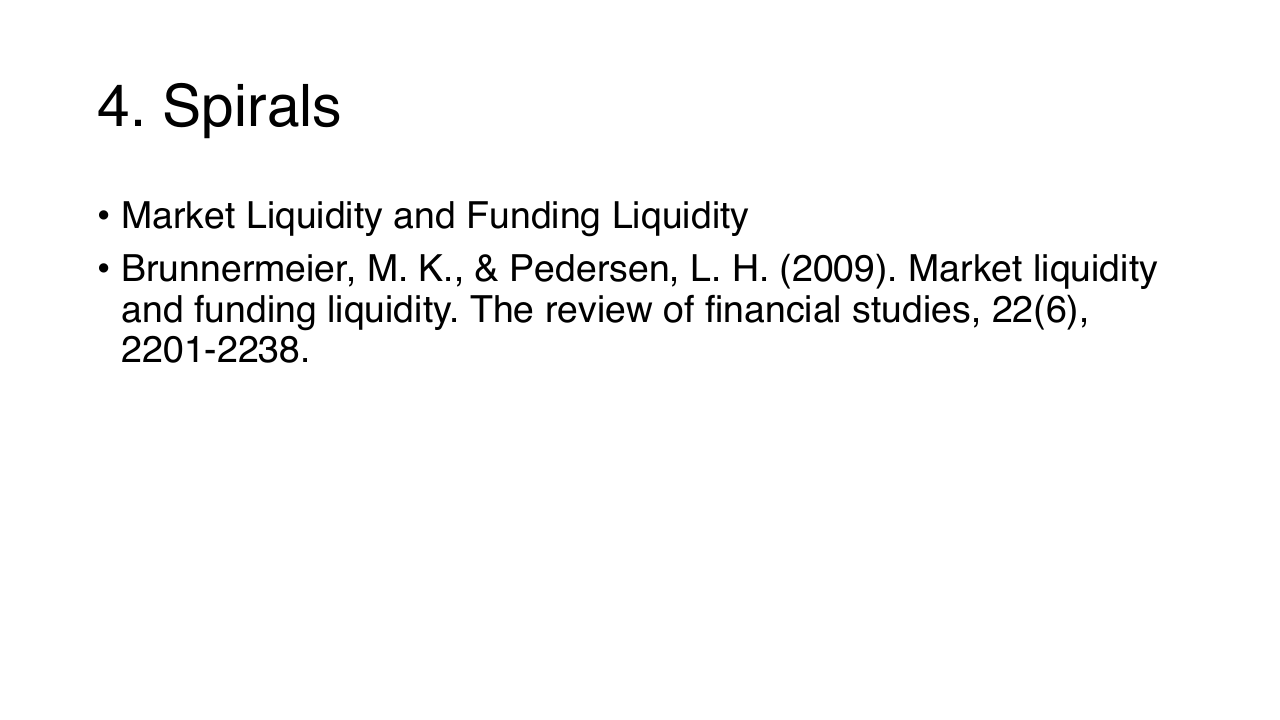 4. Spirals
• Market Liquidity and Funding Liquidity
• Brunnermeier, M. K., & Pedersen, L. H. (2009). Market liquidity
and funding liquidity. The review of financial studies, 22(6),
2201-2238.